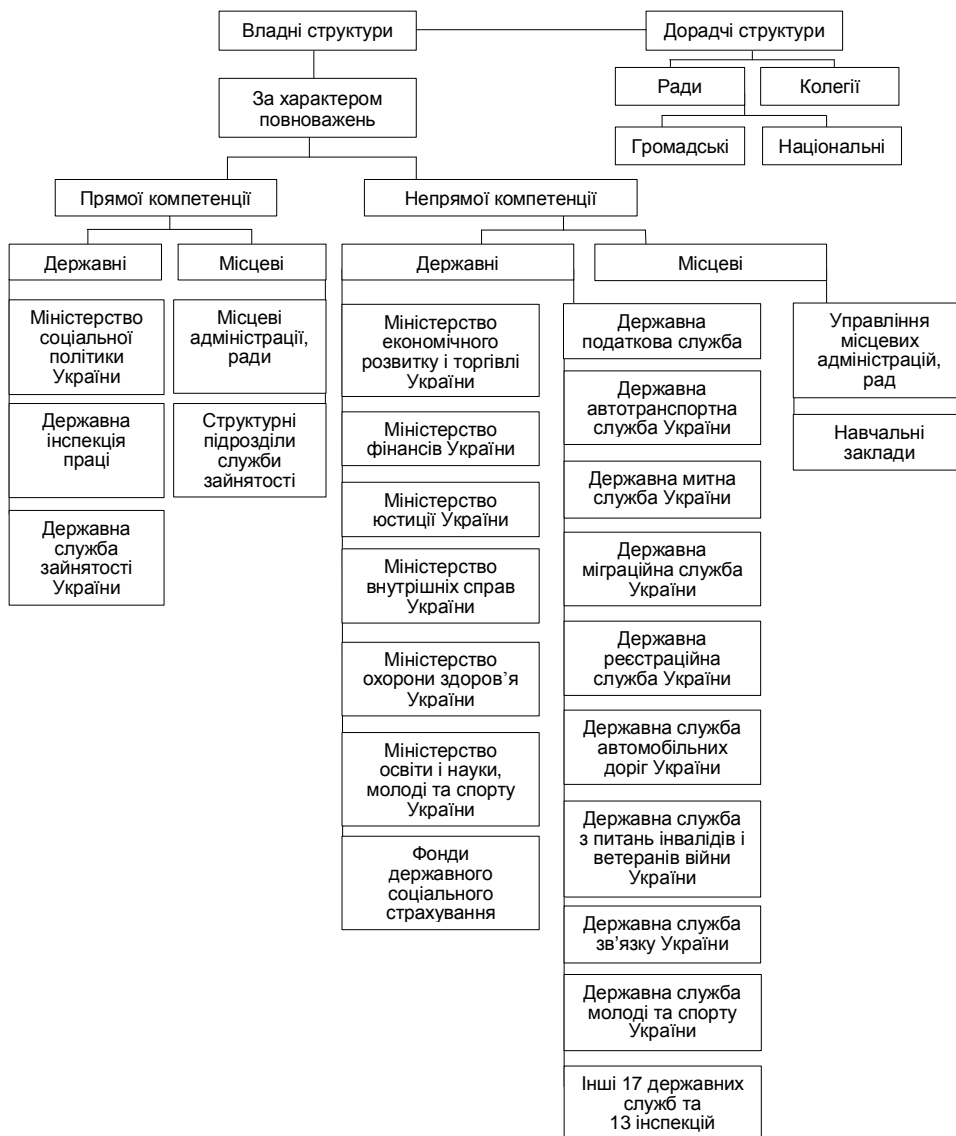 Владні структури
Дорадчі структури
Ради
Колегії
За характером
повноважень
Громадські
Національні
Прямої компетенції
Непрямої компетенції
Державні
Місцеві
Державні
Місцеві
Міністерство
соціальної
політики
України
Державна
інспекція
праці
Державна
служба
зайнятості
України
Місцеві
адміністрації,
ради
Структурні
підрозділи
служби
зайнятості
Міністерство
економічного
розвитку і торгівлі
України
Міністерство
фінансів України
Міністерство
юстиції України
Міністерство
внутрішніх справ
України
Міністерство
охорони здоров’я
України
Міністерство
освіти і науки,
молоді та спорту
України
Фонди
державного
соціального
страхування
Державна
податкова служба
Державна
автотранспортна
служба України
Державна митна
служба України
Державна
міграційна служба
України
Державна
реєстраційна
служба України
Державна служба
автомобільних
доріг України
Державна служба
з питань інвалідів і
ветеранів війни
України
Державна служба
зв’язку України
Державна служба
молоді та спорту
України
Інші 17 державних
служб та
13 інспекцій
Управління
місцевих
адміністрацій,
рад
Навчальні
заклади